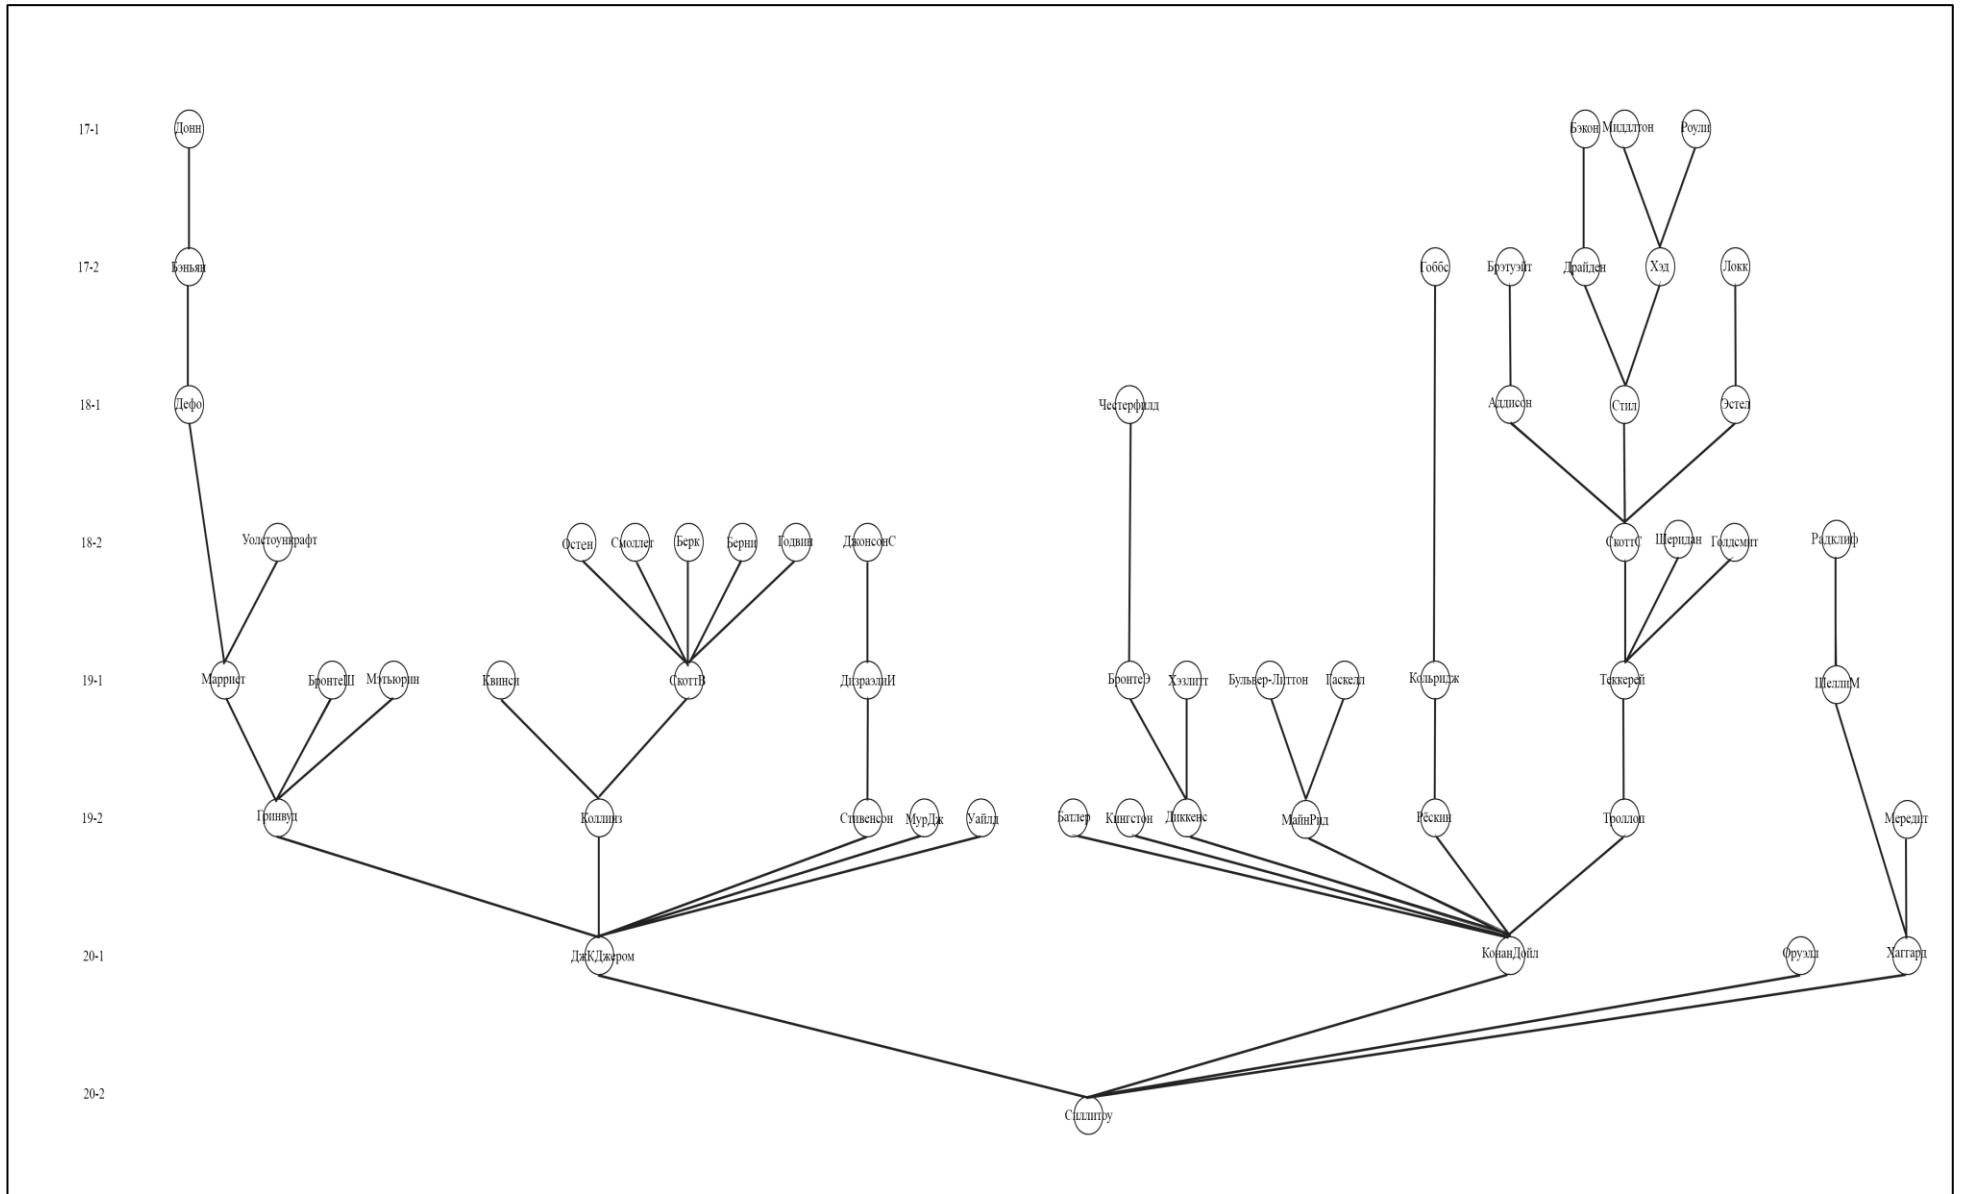 17-1 Донн Бэкон Миддлтон Роули
17-2 Бэньян Гоббс Брэтуэйт Драйден Хэд Локк
18-1 Дефо Честерфилд Аддисон Стил Эстел
18-2 Уолстоункрафт Остен Смоллет Берк Берни Годвин ДжонсонС СкоттС Шеридан Голдсмит Радклиф
19-1 Марриет БронтеШ Мэтьюрин Квинси СкоттВ ДизраэлиИ БронтеЭ Хэзлитт Бульвер-Литтон Гаскелл Кольридж Теккерей ШеллиМ
19-2 Гринвуд Коллинз Стивенсон МурДж Уайлд Батлер Кингстон Диккенс МайнРид Рёскин Троллоп Мередит
20-1 ДжКДжером КонанДойл Оруэлл Хаггард
20-2 Силлитоу